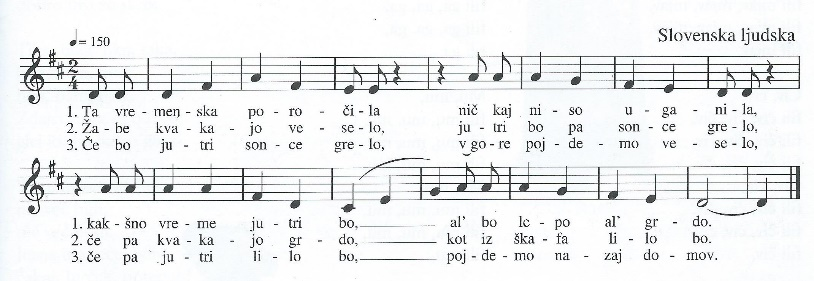 ♩= 150
Slovenska ljudska
2
4
1. Ta vre - men - ska po - ro - čila nič kaj ni - so u - ga - ni - la,
2. Ža - be kva - ka - jo ve - se - lo, ju - tri bo pa son - ce gre - lo,
3. Če bo ju - tri son - ce gre - lo, v go - re poj - de - mo ve - se - lo,
1. kak - šno vre - me ju - tri bo, al' bo le - po al' gr - do.
2. če pa kva - ka - jo gr - do, kot iz ška - fa li - lo bo.
3. če pa ju - tri li - lo bo, poj - de - mo na - zaj do - mov.